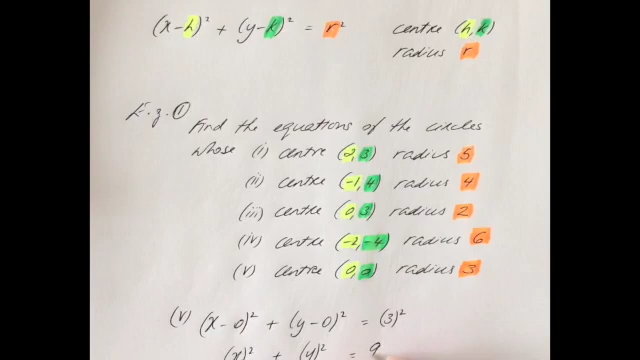 (x-h)² + (y-k)² = r² centre (h,k)
radius r
E.g. ①
Find the equations of the circles
whose (i) centre (2,3) radius 5
(ii) centre (-1,4) radius 4
(iii) centre (0,3) radius 2
(iv) centre (-2,-4) radius 6
(v) centre (0,0) radius 3
(v) (x-0)² + (y-0)² = (3)²
(x)² + (y)² = 9